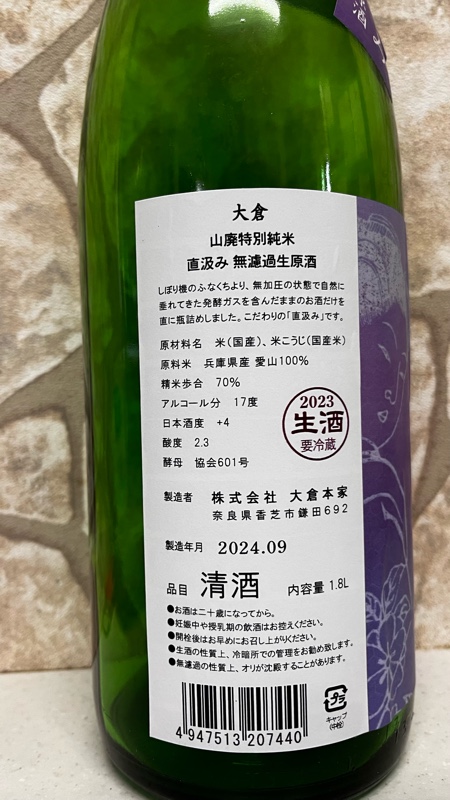 酒
大倉
山廃特別純米
直汲み 無濾過生原酒
しぼり機のふなくちより、無加圧の状態で自然に
垂れてきた発酵ガスを含んだままのお酒だけを
直に瓶詰めしました。こだわりの「直汲み」です。
原材料名 米(国産)、米こうじ(国産米)
原料米 兵庫県産 愛山100%
精米歩合 70%
アルコール分 17度
日本酒度 +4
酸度 2.3
酵母 協会601号
2023
生酒
要冷蔵
製造者 株式会社 大倉本家
奈良県香芝市鎌田692
製造年月 2024.09
品目 清酒 内容量 1.8L
●お酒は二十歳になってから。
●妊娠中や授乳期の飲酒はお控えください。
●開栓後はお早めにお召し上がりください。
●生酒の性質上、冷暗所での管理をお勧め致します。
●無濾過の性質上、オリが沈殿することがあります。
プラ
キャップ
(中栓)
4 947513 207440